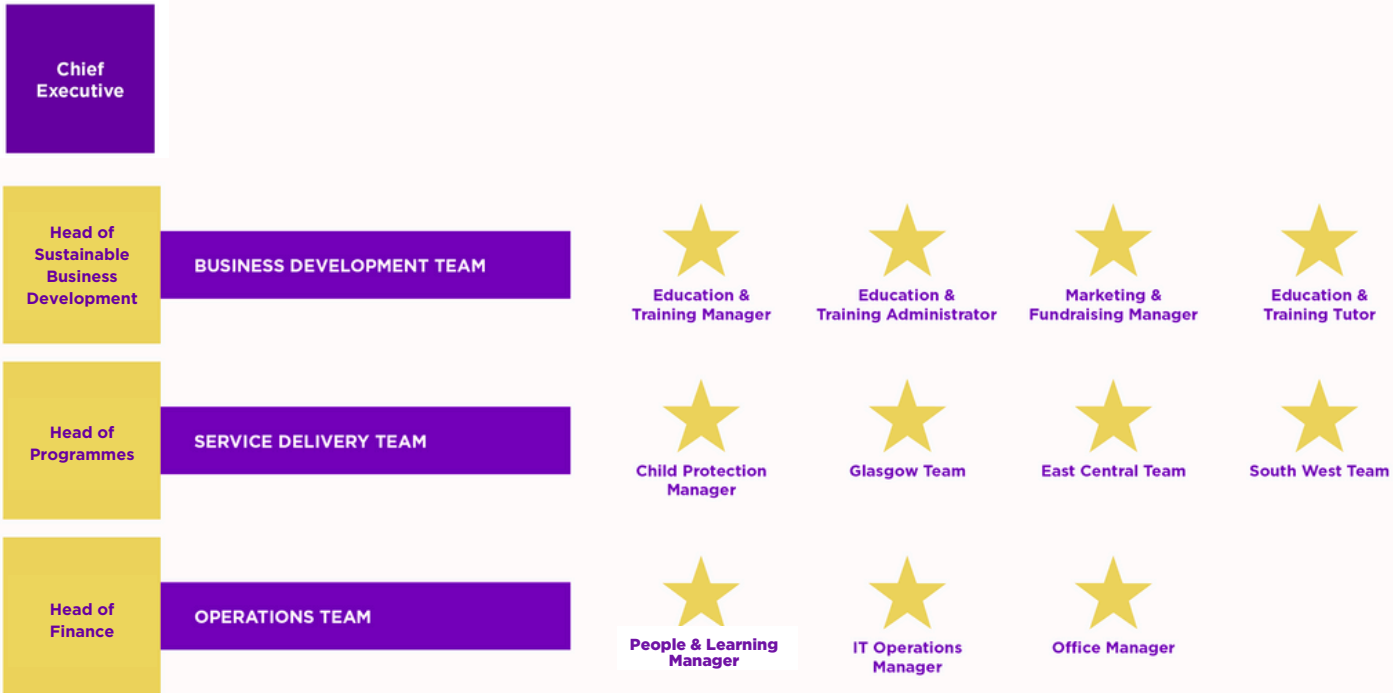 Chief
Executive
Head of
Sustainable
Business
Development
BUSINESS DEVELOPMENT TEAM
Education &
Training Manager
Education &
Training Administrator
Marketing &
Fundraising Manager
Education &
Training Tutor
Head of
Programmes
SERVICE DELIVERY TEAM
Child Protection
Manager
Glasgow Team
East Central Team
South West Team
Head of
Finance
OPERATIONS TEAM
People & Learning
Manager
IT Operations
Manager
Office Manager